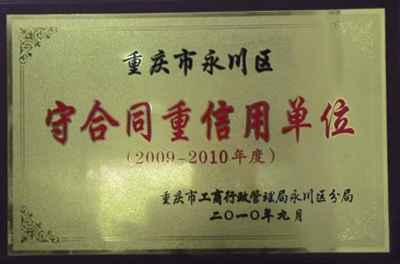 重庆市永川区
守合同重信用单位
(2009-2010年度)
重庆市工商行政管理局永川区分局
二〇一〇年九月